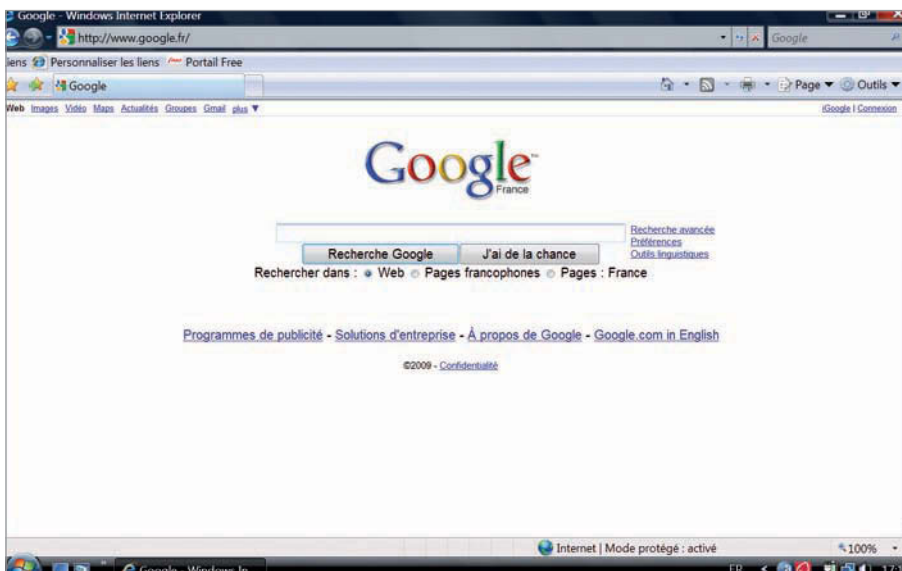 Google - Windows Internet Explorer
http://www.google.fr/
Google
iens Personnaliser les liens Portail Free
Google
Page Outils
Web Images Vidéo Maps Actualités Groupes Gmail plus ▼
iGoogle | Connexion
Google™
France
Recherche avancée
Préférences
Outils linguistiques
Recherche Google
J'ai de la chance
Rechercher dans : Web Pages francophones Pages : France
Programmes de publicité - Solutions d'entreprise - À propos de Google - Google.com in English
©2009 - Confidentialité
Internet | Mode protégé : activé
100%
Google - Windows In...
FR